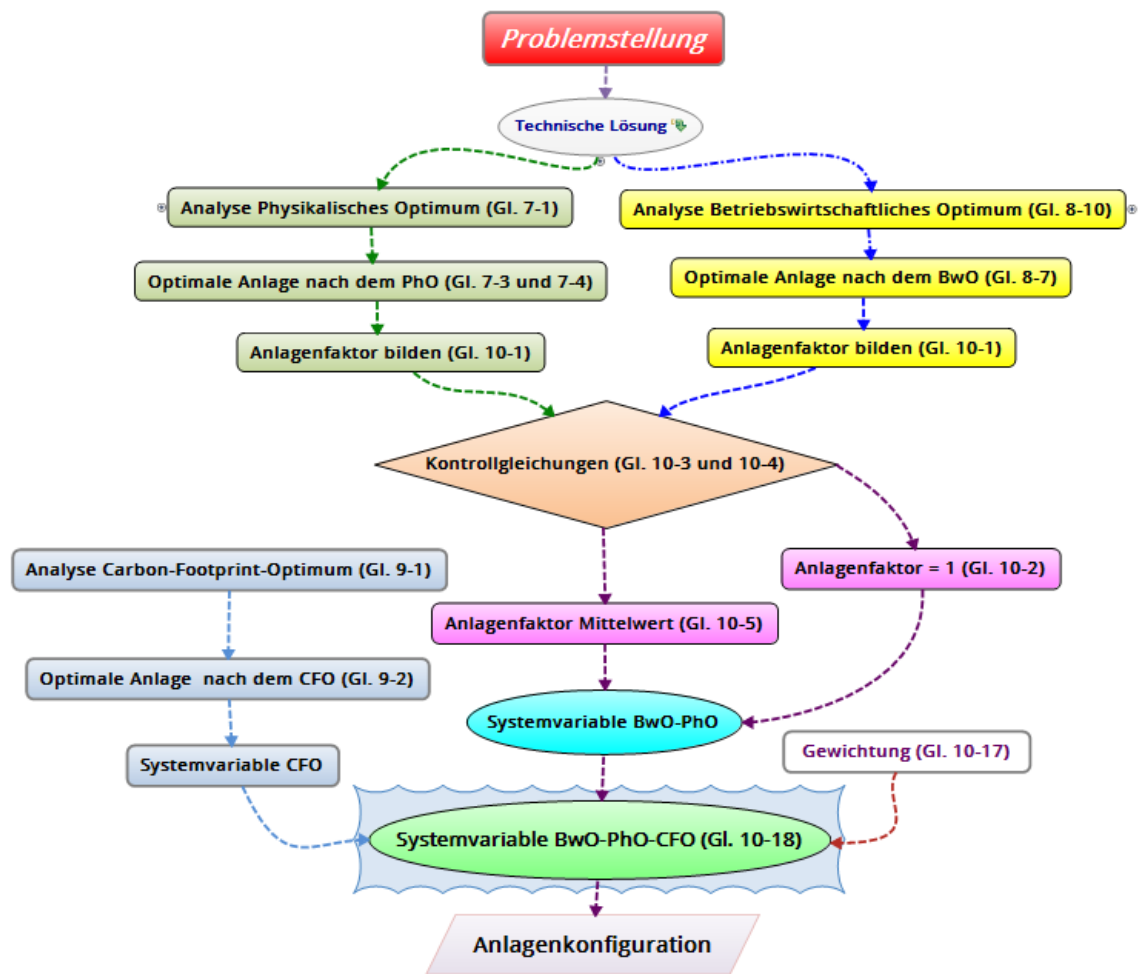 Problemstellung
Technische Lösung
Analyse Physikalisches Optimum (Gl. 7-1)
Analyse Betriebswirtschaftliches Optimum (Gl. 8-10)
Optimale Anlage nach dem PhO (Gl. 7-3 und 7-4)
Optimale Anlage nach dem BwO (Gl. 8-7)
Anlagenfaktor bilden (Gl. 10-1)
Anlagenfaktor bilden (Gl. 10-1)
Kontrollgleichungen (Gl. 10-3 und 10-4)
Analyse Carbon-Footprint-Optimum (Gl. 9-1)
Anlagenfaktor = 1 (Gl. 10-2)
Anlagenfaktor Mittelwert (Gl. 10-5)
Optimale Anlage nach dem CFO (Gl. 9-2)
Systemvariable BwO-PhO
Gewichtung (Gl. 10-17)
Systemvariable CFO
Systemvariable BwO-PhO-CFO (Gl. 10-18)
Anlagenkonfiguration